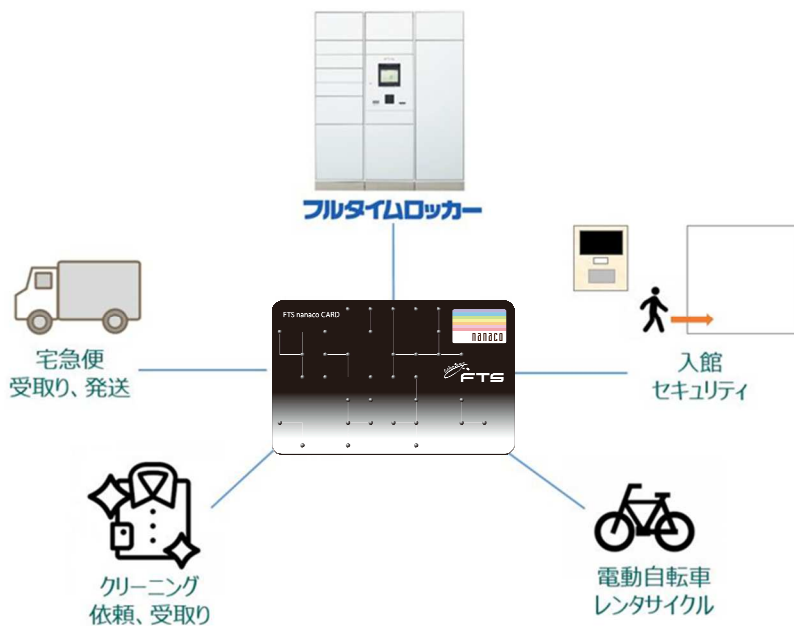 フルタイムロッカー
宅急便
受取り、発送
FTS nanaco CARD
nanaco
FTS
入館
セキュリティ
クリーニング
依頼、受取り
電動自転車
レンタサイクル